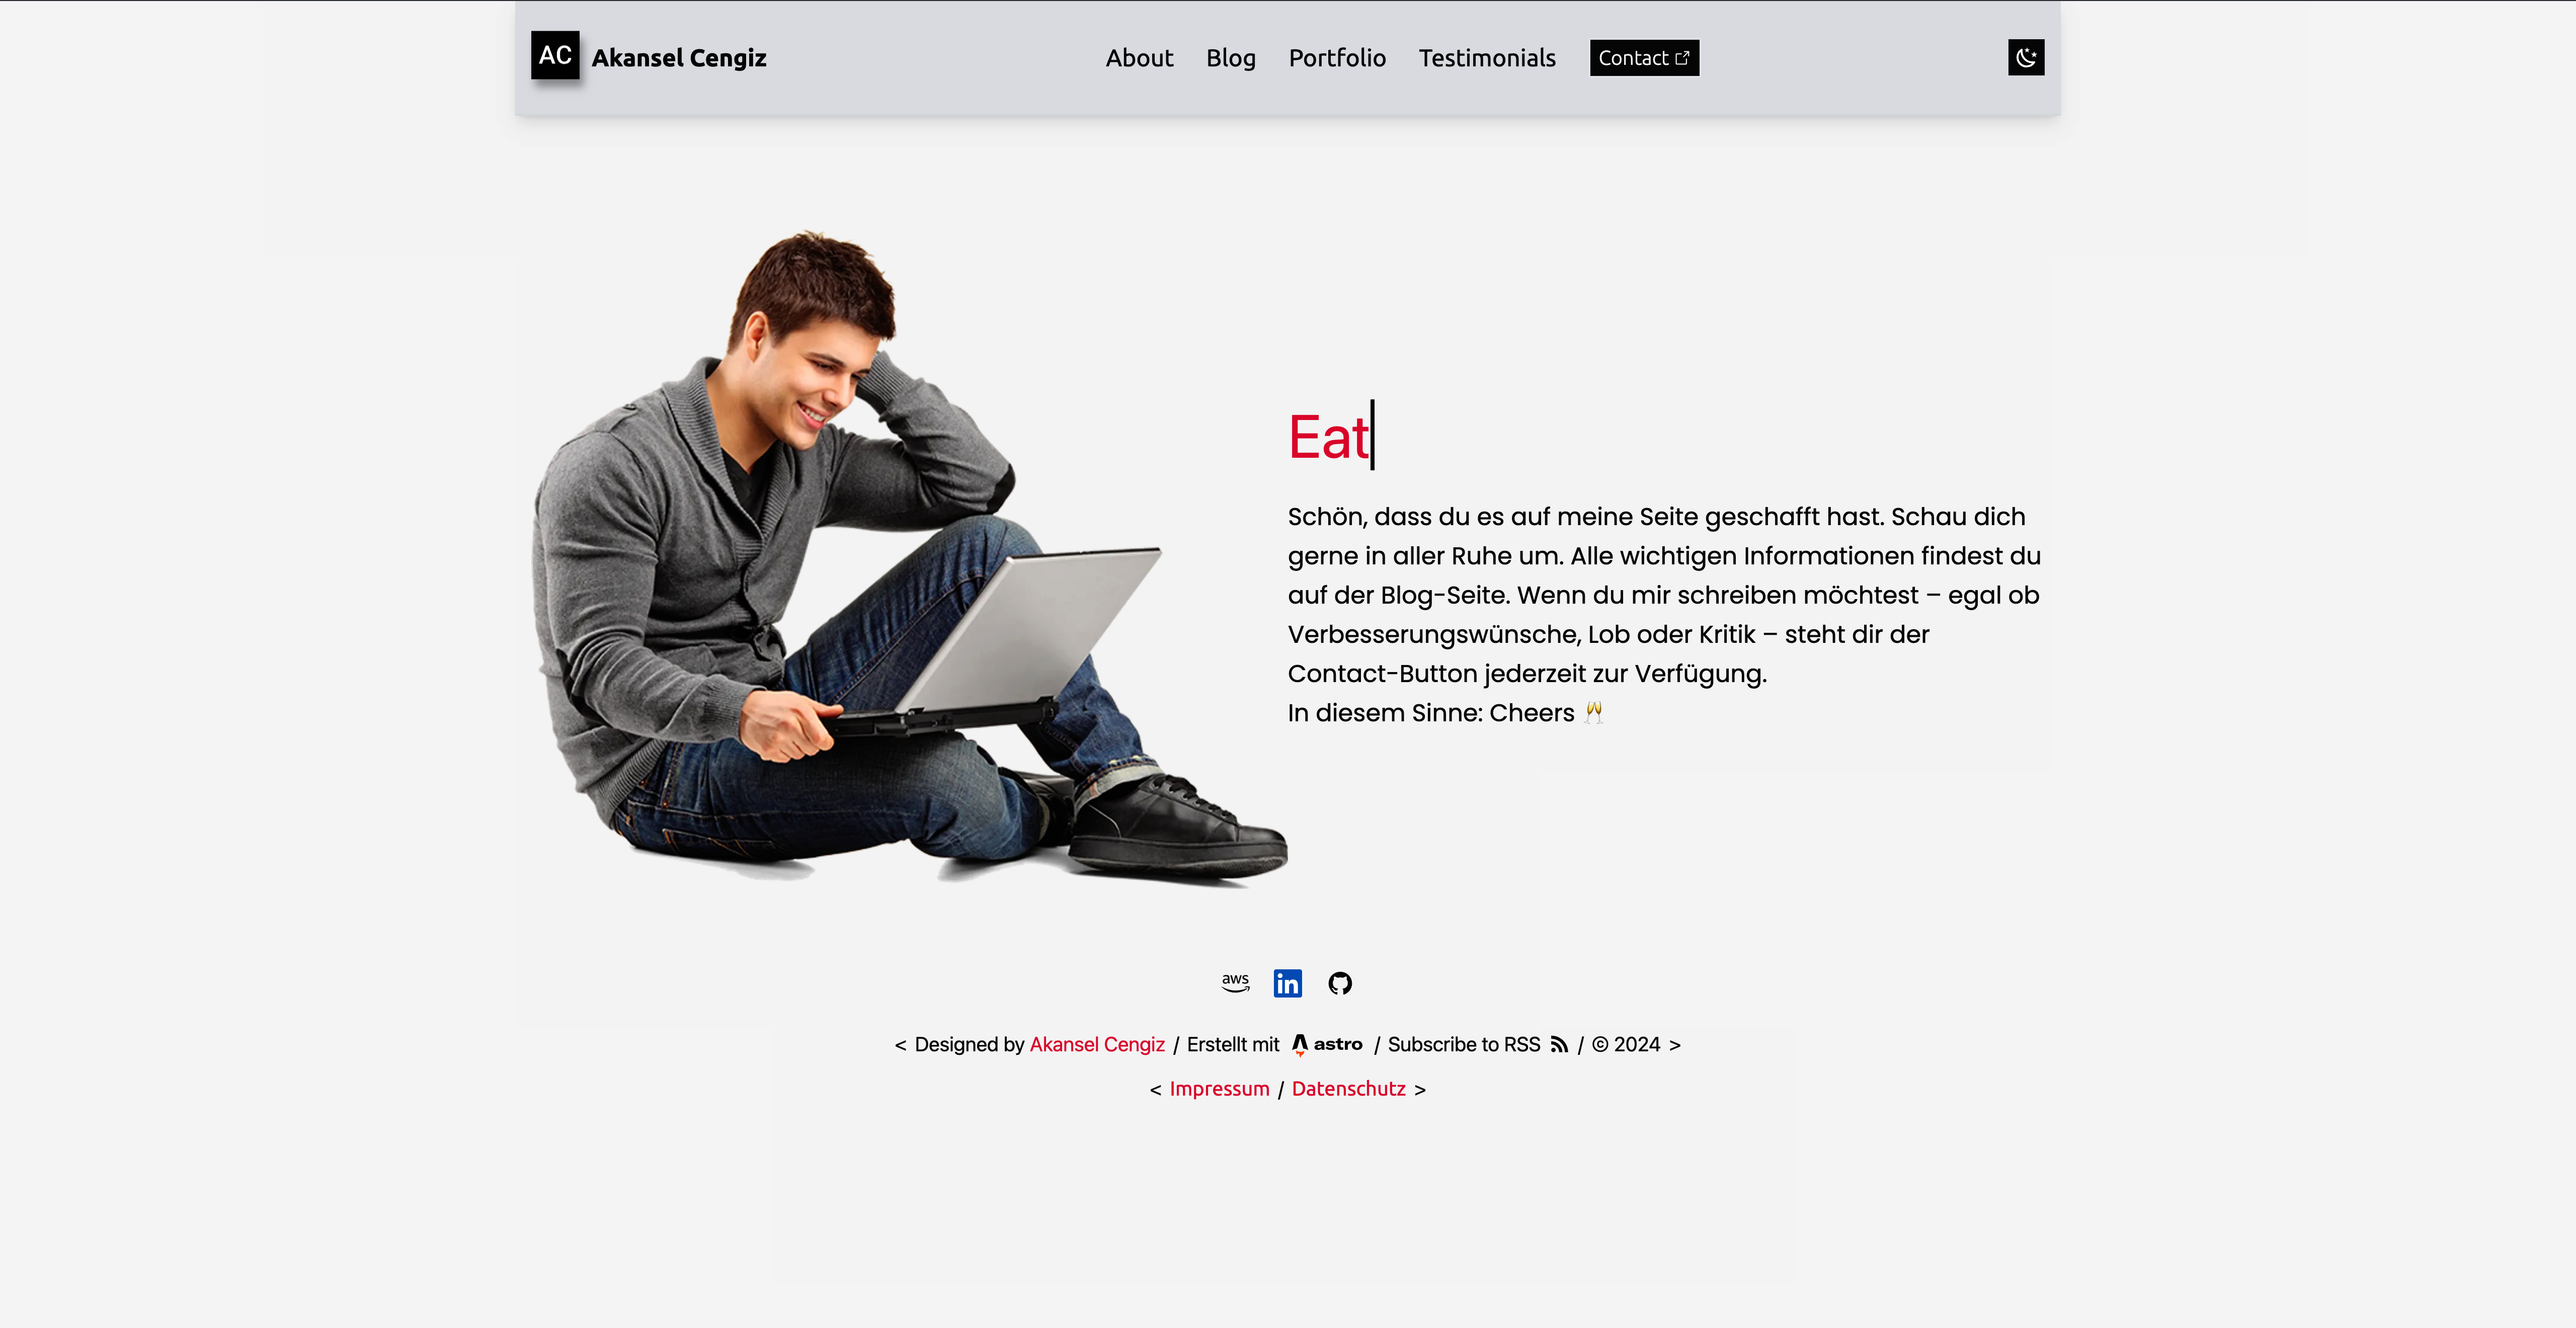 AC Akansel Cengiz About Blog Portfolio Testimonials Contact
Eat
Schön, dass du es auf meine Seite geschafft hast. Schau dich
gerne in aller Ruhe um. Alle wichtigen Informationen findest du
auf der Blog-Seite. Wenn du mir schreiben möchtest – egal ob
Verbesserungswünsche, Lob oder Kritik – steht dir der
Contact-Button jederzeit zur Verfügung.
In diesem Sinne: Cheers 🥂
aws in
< Designed by Akansel Cengiz / Erstellt mit astro / Subscribe to RSS / © 2024 >
< Impressum / Datenschutz >